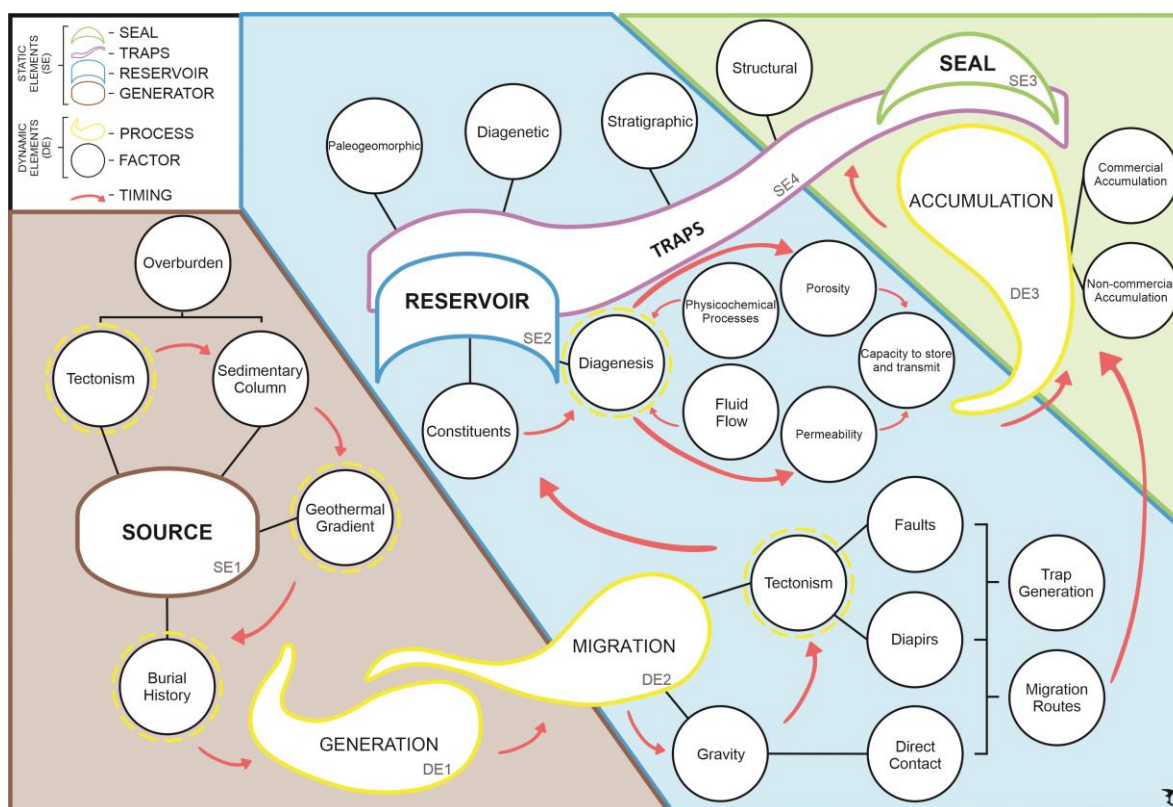 STATIC
ELEMENTS
(SE)
- SEAL
- TRAPS
- RESERVOIR
- GENERATOR
DYNAMIC
ELEMENTS
(DE)
- PROCESS
- FACTOR
- TIMING
Overburden
Tectonism
Sedimentary
Column
Geothermal
Gradient
SOURCE
SE1
Burial
History
GENERATION
DE1
MIGRATION
DE2
Paleogeomorphic
Diagenetic
Stratigraphic
Structural
TRAPS
SE4
RESERVOIR
SE2
Constituents
Diagenesis
Physicochemical
Processes
Fluid
Flow
Porosity
Permeability
Capacity to store
and transmit
SEAL
SE3
ACCUMULATION
DE3
Commercial
Accumulation
Non-commercial
Accumulation
Tectonism
Gravity
Faults
Diapirs
Direct
Contact
Trap
Generation
Migration
Routes